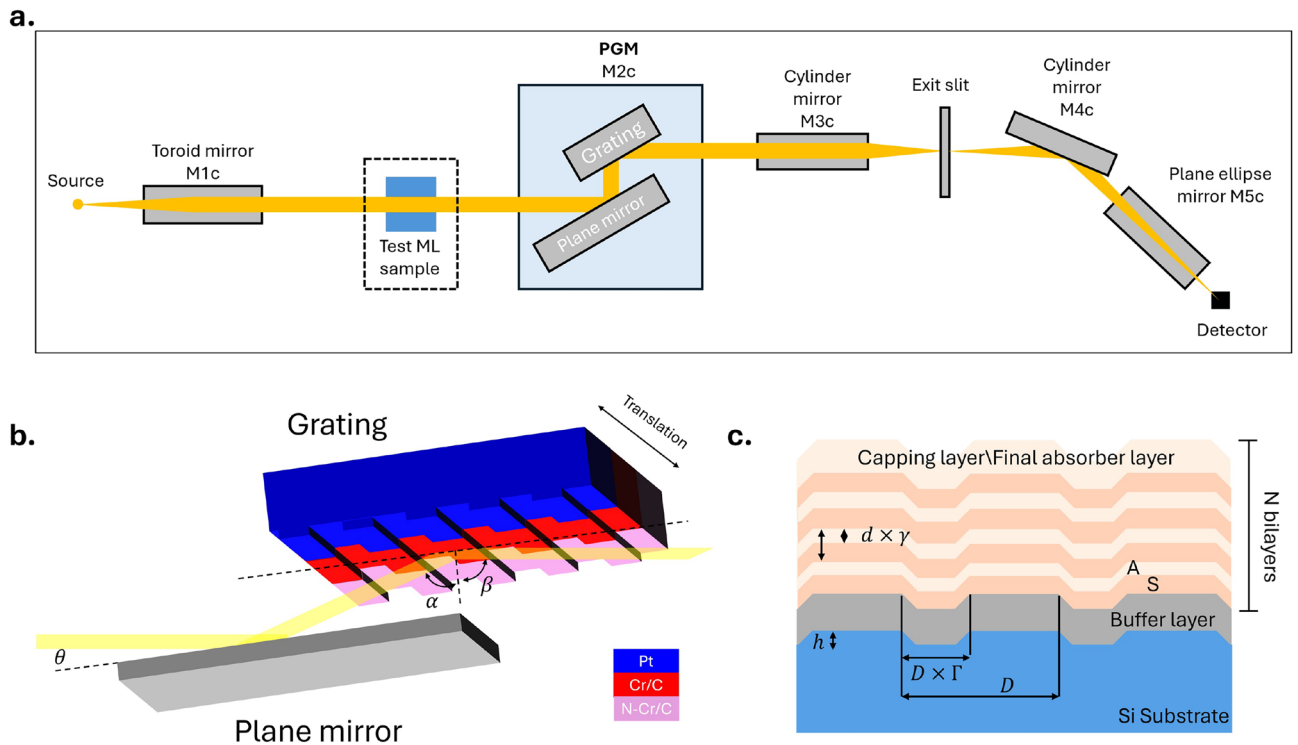 a.
PGM
M2c
Cylinder
mirror
M3c
Exit slit
Cylinder
mirror
M4c
Toroid mirror
M1c
Source
Grating
Plane mirror
Test ML
sample
Plane ellipse
mirror M5c
Detector
b.
Grating
Translation
α
β
θ
Plane mirror
Pt
Cr/C
N-Cr/C
c.
Capping layer\Final absorber layer
d × γ
A
S
N bilayers
Buffer layer
h
D × Γ
D
Si Substrate